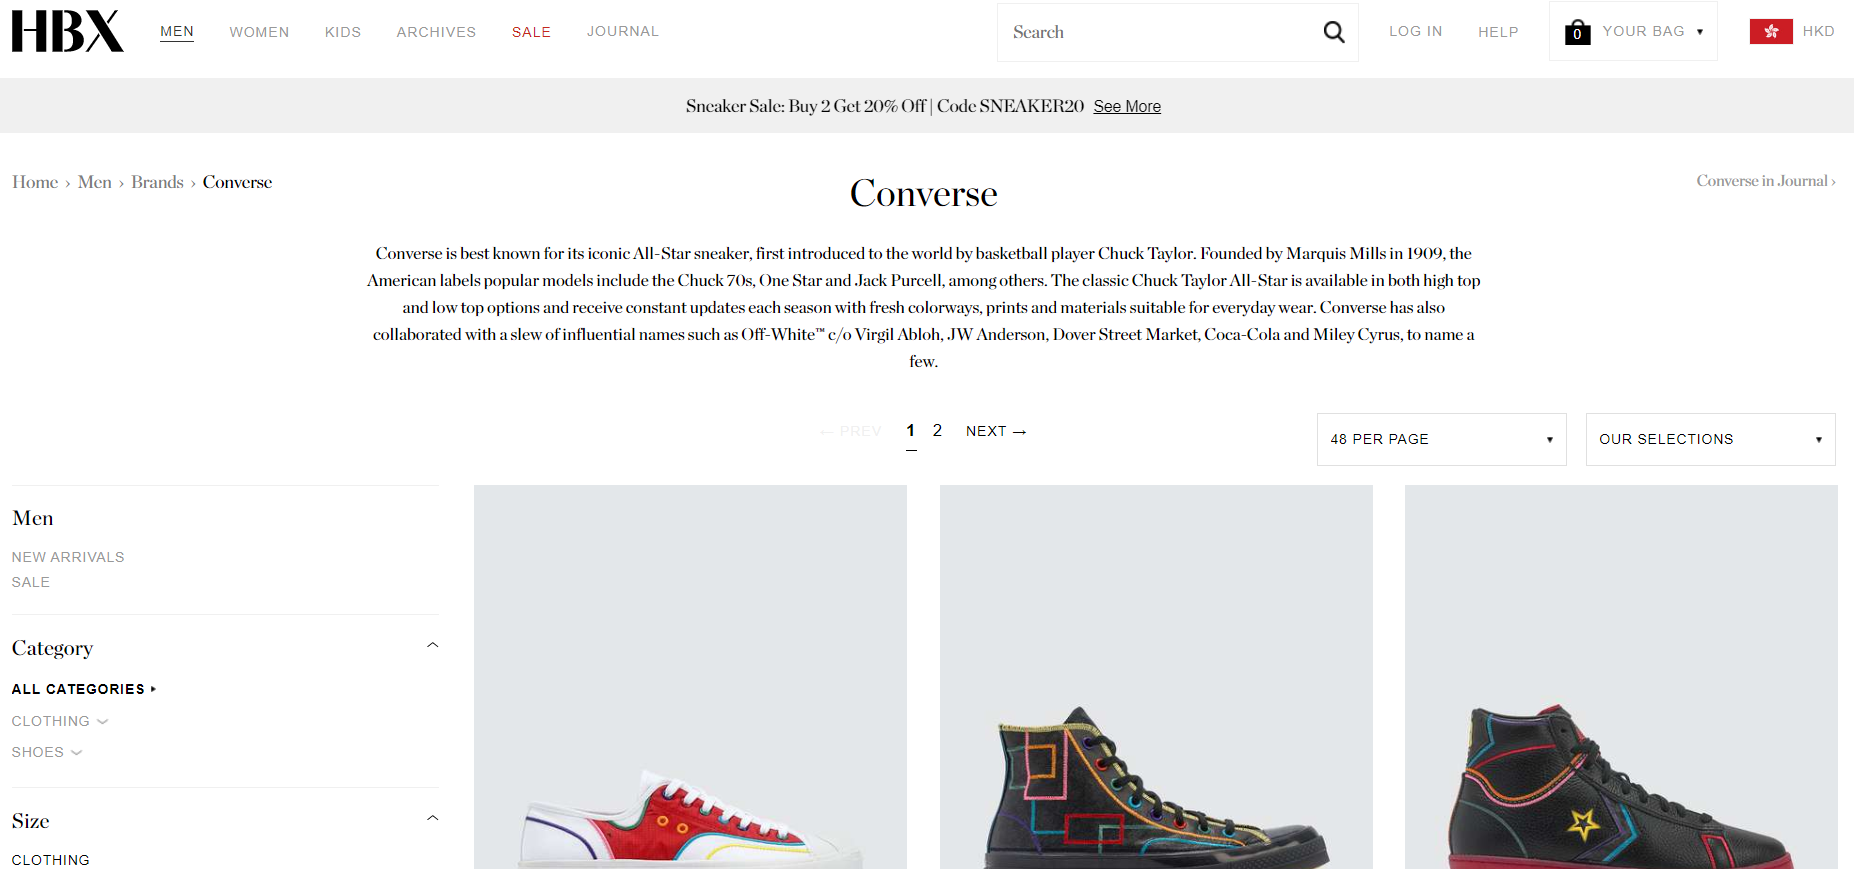 HBX
MEN WOMEN KIDS ARCHIVES SALE JOURNAL
Search
LOG IN HELP
0 YOUR BAG ▾
HKD
Sneaker Sale: Buy 2 Get 20% Off | Code SNEAKER20 See More
Home › Men › Brands › Converse
Converse
Converse in Journal ›
Converse is best known for its iconic All-Star sneaker, first introduced to the world by basketball player Chuck Taylor. Founded by Marquis Mills in 1909, the
American labels popular models include the Chuck 70s, One Star and Jack Purcell, among others. The classic Chuck Taylor All-Star is available in both high top
and low top options and receive constant updates each season with fresh colorways, prints and materials suitable for everyday wear. Converse has also
collaborated with a slew of influential names such as Off-White™ c/o Virgil Abloh, JW Anderson, Dover Street Market, Coca-Cola and Miley Cyrus, to name a
few.
← PREV 1 2 NEXT →
48 PER PAGE ▾
OUR SELECTIONS ▾
Men
NEW ARRIVALS
SALE
Category
ALL CATEGORIES ▸
CLOTHING
SHOES
Size
CLOTHING